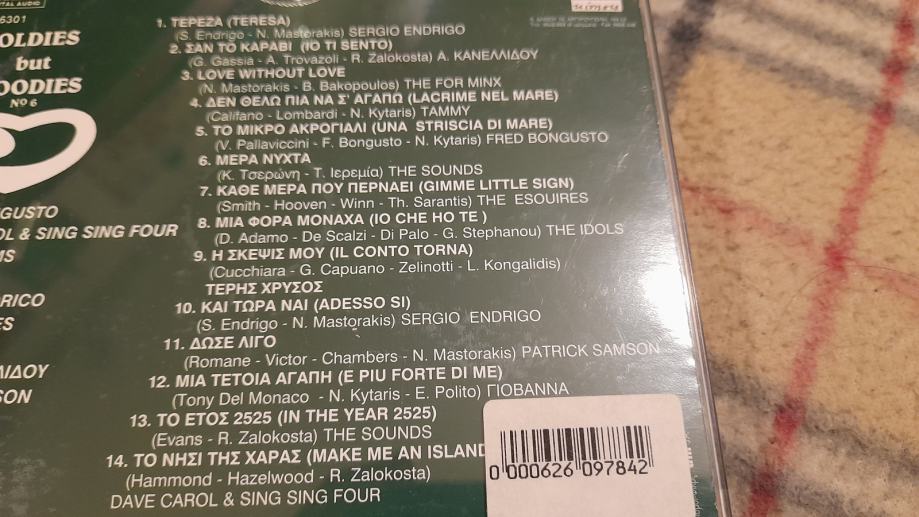 5301
OLDIES
but
OODIES
Nº 6
NGUSTO
OL & SING SING FOUR
MS
ORICO
ES
ΛΙΔΟΥ
SON
1. ΤΕΡΕΖΑ (TERESA)
(S. Endrigo - N. Mastorakis) SERGIO ENDRIGO
2. ΣΑΝ ΤΟ ΚΑΡΑΒΙ (IO TI SENTO)
(G. Gassia - A. Trovazoli - R. Zalokosta) Α. ΚΑΝΕΛΛΙΔΟΥ
3. LOVE WITHOUT LOVE
(N. Mastorakis - B. Bakopoulos) THE FOR MINX
4. ΔΕΝ ΘΕΛΩ ΠΙΑ ΝΑ Σ' ΑΓΑΠΩ (LACRIME NEL MARE)
(Califano - Lombardi - N. Kytaris) TAMMY
5. ΤΟ ΜΙΚΡΟ ΑΚΡΟΓΙΑΛΙ (UNA STRISCIA DI MARE)
(V. Pallaviccini - F. Bongusto - N. Kytaris) FRED BONGUSTO
6. ΜΕΡΑ ΝΥΧΤΑ
(Κ. Τσερώνη - Τ. Ιερεμία) THE SOUNDS
7. ΚΑΘΕ ΜΕΡΑ ΠΟΥ ΠΕΡΝΑΕΙ (GIMME LITTLE SIGN)
(Smith - Hooven - Winn - Th. Sarantis) THE ESOUIRES
8. ΜΙΑ ΦΟΡΑ ΜΟΝΑΧΑ (IO CHE HO TE )
(D. Adamo - De Scalzi - Di Palo - G. Stephanou) THE IDOLS
9. Η ΣΚΕΨΙΣ ΜΟΥ (IL CONTO TORNA)
(Cucchiara - G. Capuano - Zelinotti - L. Kongalidis)
ΤΕΡΗΣ ΧΡΥΣΟΣ
10. ΚΑΙ ΤΩΡΑ ΝΑΙ (ADESSO SI)
(S. Endrigo - N. Mastorakis) SERGIO ENDRIGO
11. ΔΩΣΕ ΛΙΓΟ
(Romane - Victor - Chambers - N. Mastorakis) PATRICK SAMSON
12. ΜΙΑ ΤΕΤΟΙΑ ΑΓΑΠΗ (E PIU FORTE DI ME)
(Tony Del Monaco - N. Kytaris - E. Polito) ΓΙΟΒΑΝΝΑ
13. ΤΟ ΕΤΟΣ 2525 (IN THE YEAR 2525)
(Evans - R. Zalokosta) THE SOUNDS
14. ΤΟ ΝΗΣΙ ΤΗΣ ΧΑΡΑΣ (MAKE ME AN ISLAND
(Hammond - Hazelwood - R. Zalokosta)
DAVE CAROL & SING SING FOUR
0 000626 097842